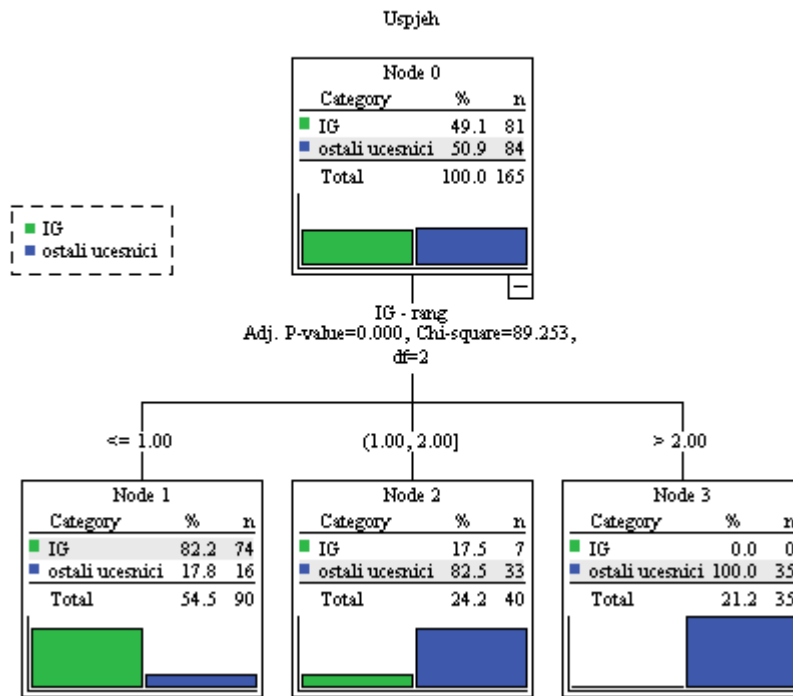 Uspjeh
Node 0
Category % n
IG 49.1 81
ostali ucesnici 50.9 84
Total 100.0 165
IG
ostali ucesnici
IG - rang
Adj. P-value=0.000, Chi-square=89.253,
df=2
<= 1.00
(1.00, 2.00]
> 2.00
Node 1
Category % n
IG 82.2 74
ostali ucesnici 17.8 16
Total 54.5 90
Node 2
Category % n
IG 17.5 7
ostali ucesnici 82.5 33
Total 24.2 40
Node 3
Category % n
IG 0.0 0
ostali ucesnici 100.0 35
Total 21.2 35